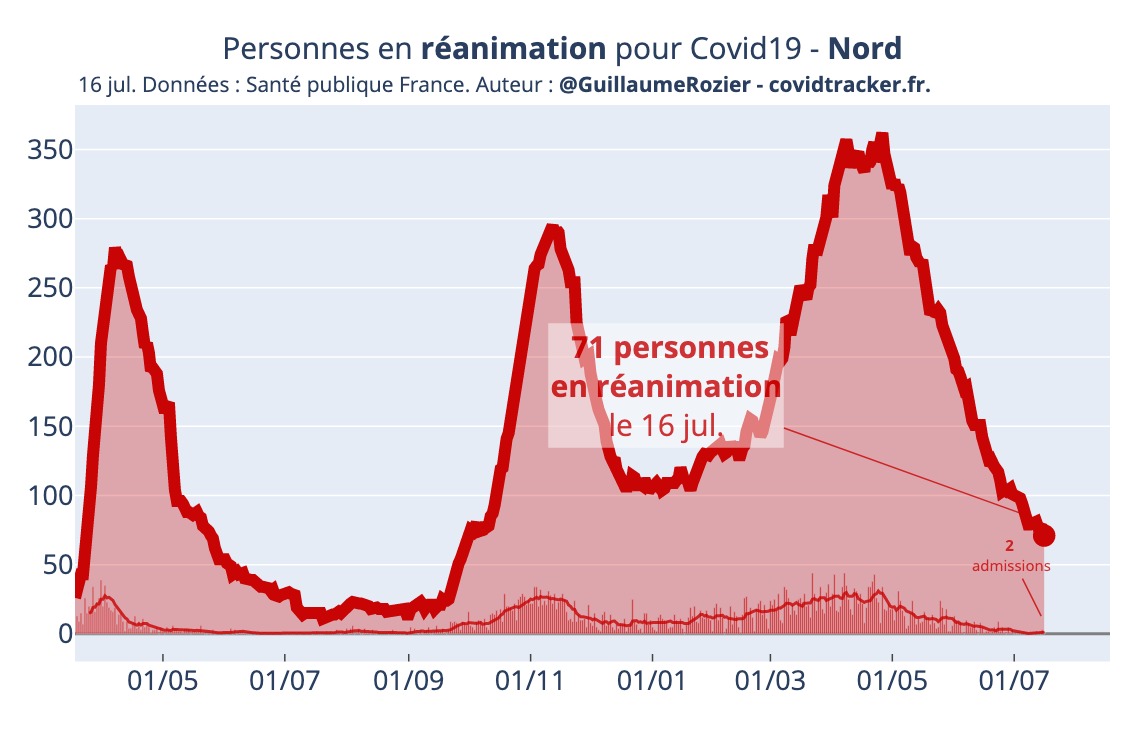 Personnes en réanimation pour Covid19 - Nord
16 jul. Données : Santé publique France. Auteur : @GuillaumeRozier - covidtracker.fr.
350
300
250
200
150
100
50
0
71 personnes
en réanimation
le 16 jul.
2
admissions
01/05 01/07 01/09 01/11 01/01 01/03 01/05 01/07